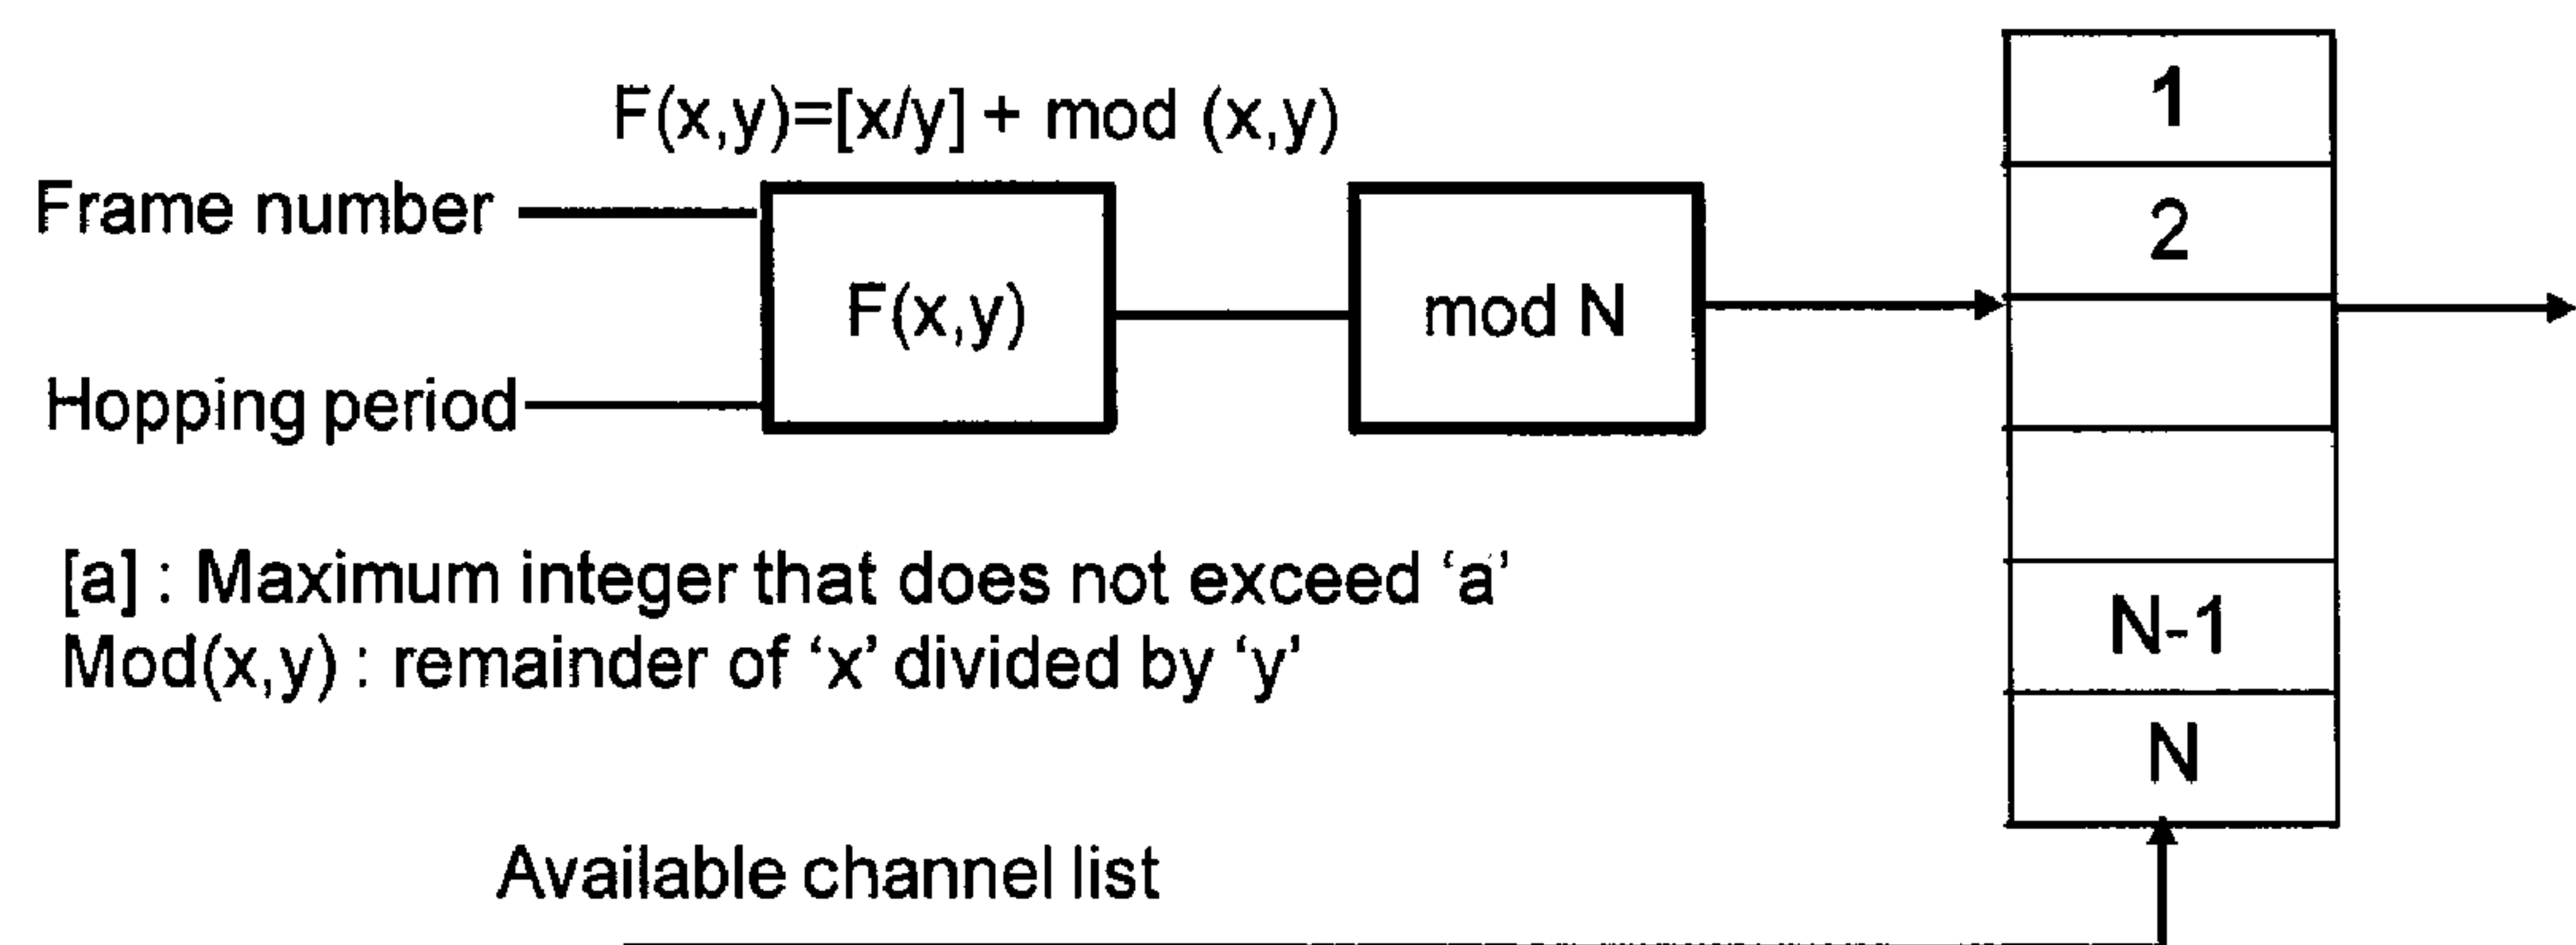 F(x,y)=[x/y] + mod (x,y)
Frame number
Hopping period
F(x,y)
mod N
1
2
N-1
N
[a] : Maximum integer that does not exceed ‘a’
Mod(x,y) : remainder of ‘x’ divided by ‘y’
Available channel list